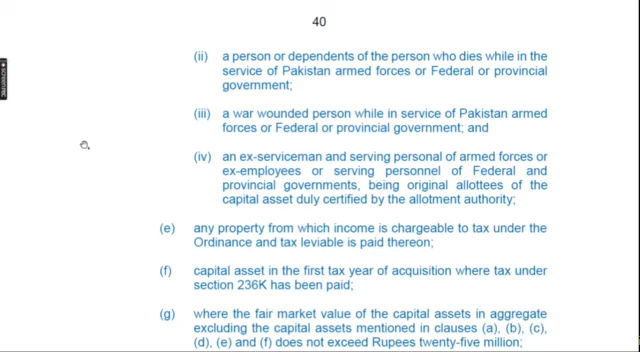 40
(ii) a person or dependents of the person who dies while in the
service of Pakistan armed forces or Federal or provincial
government;
(iii) a war wounded person while in service of Pakistan armed
forces or Federal or provincial government; and
(iv) an ex-serviceman and serving personal of armed forces or
ex-employees or serving personnel of Federal and
provincial governments, being original allottees of the
capital asset duly certified by the allotment authority;
(e) any property from which income is chargeable to tax under the
Ordinance and tax leviable is paid thereon;
(f) capital asset in the first tax year of acquisition where tax under
section 236K has been paid;
(g) where the fair market value of the capital assets in aggregate
excluding the capital assets mentioned in clauses (a), (b), (c),
(d), (e) and (f) does not exceed Rupees twenty-five million;